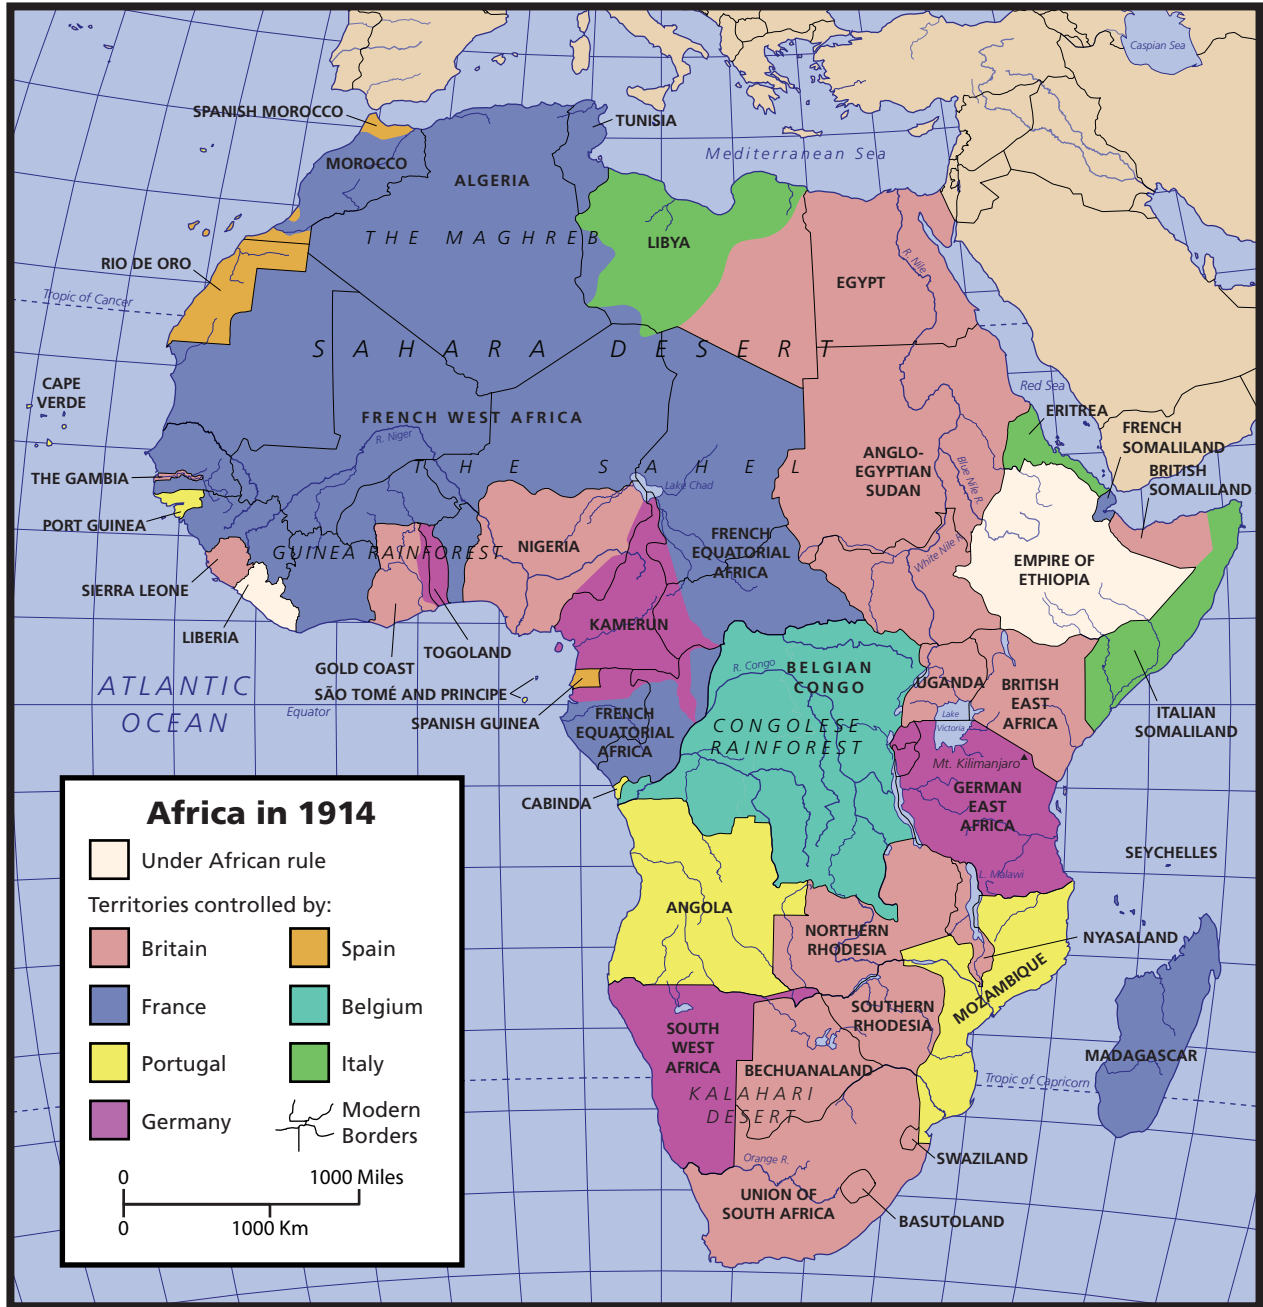 Caspian Sea
SPANISH MOROCCO
TUNISIA
Mediterranean Sea
MOROCCO
ALGERIA
THE MAGHREB
LIBYA
RIO DE ORO
R. Nile
EGYPT
Tropic of Cancer
SAHARA DESERT
Red Sea
CAPE
VERDE
ERITREA
FRENCH WEST AFRICA
FRENCH
SOMALILAND
R. Niger
ANGLO-
EGYPTIAN
SUDAN
THE SAHEL
Blue Nile R.
BRITISH
SOMALILAND
THE GAMBIA
Lake Chad
PORT GUINEA
GUINEA RAINFOREST
NIGERIA
FRENCH
EQUATORIAL
AFRICA
White Nile R.
EMPIRE OF
ETHIOPIA
SIERRA LEONE
LIBERIA
KAMERUN
GOLD COAST
TOGOLAND
R. Congo
BELGIAN
CONGO
UGANDA
BRITISH
EAST
AFRICA
ATLANTIC
OCEAN
SÃO TOMÉ AND PRINCIPE
SPANISH GUINEA
Equator
FRENCH
EQUATORIAL
AFRICA
CONGOLESE
RAINFOREST
Lake
Victoria
ITALIAN
SOMALILAND
Mt. Kilimanjaro
GERMAN
EAST
AFRICA
CABINDA
SEYCHELLES
L. Malawi
ANGOLA
NORTHERN
RHODESIA
NYASALAND
MOZAMBIQUE
SOUTHERN
RHODESIA
SOUTH
WEST
AFRICA
MADAGASCAR
BECHUANALAND
Tropic of Capricorn
KALAHARI
DESERT
SWAZILAND
Orange R.
UNION OF
SOUTH AFRICA
BASUTOLAND
Africa in 1914
Under African rule
Territories controlled by:
Britain
Spain
France
Belgium
Portugal
Italy
Germany
Modern
Borders
0 1000 Miles
0 1000 Km